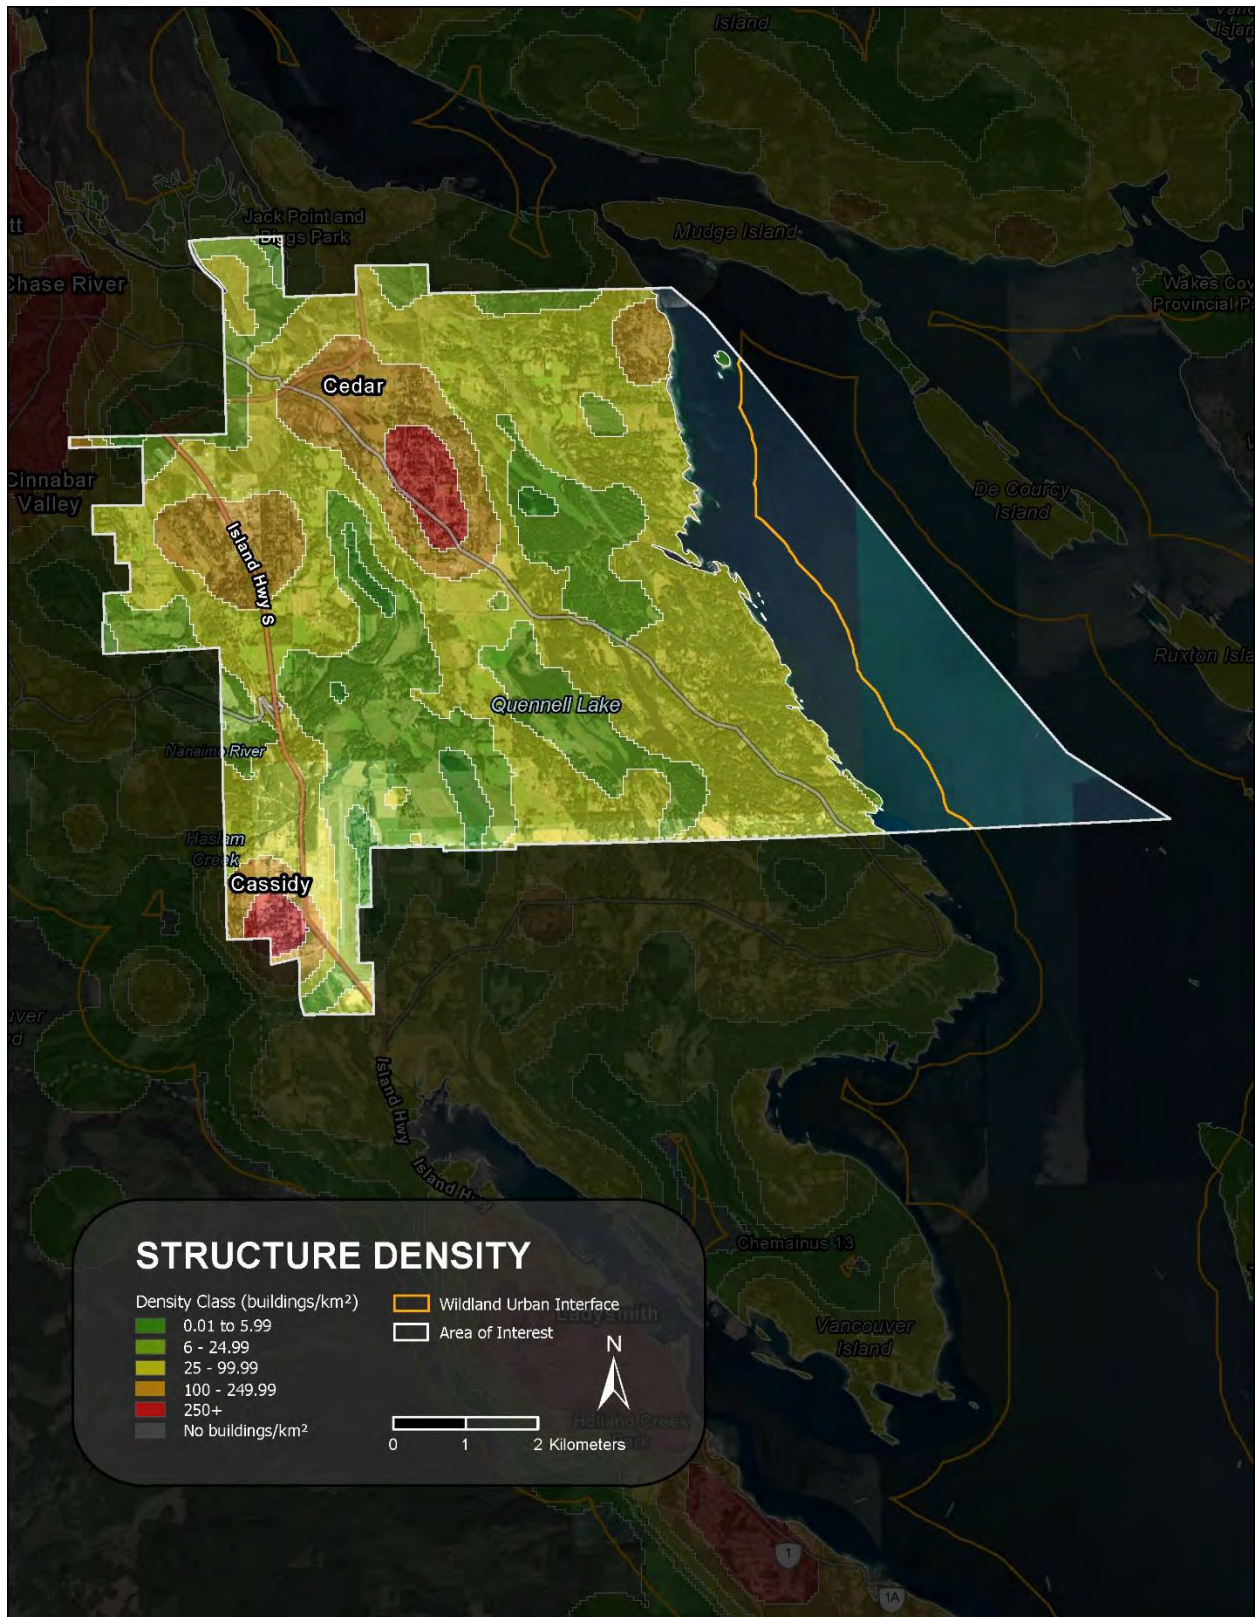 Island
Jack Point and
Biggs Park
Mudge Island
Chase River
Wakes Cov
Provincial P
Cedar
Cinnabar
Valley
De Courcy
Island
Island Hwy S
Ruxton Isla
Quennell Lake
Nanaimo River
Haslam
Creek
Cassidy
Island Hwy
Island Hwy
Chemainus 13
Vancouver
Island
STRUCTURE DENSITY
Density Class (buildings/km²)
0.01 to 5.99
6 - 24.99
25 - 99.99
100 - 249.99
250+
No buildings/km²
Wildland Urban Interface
Area of Interest
Ladysmith
N
Holland Creek
Park
0 1 2 Kilometers
1
1A